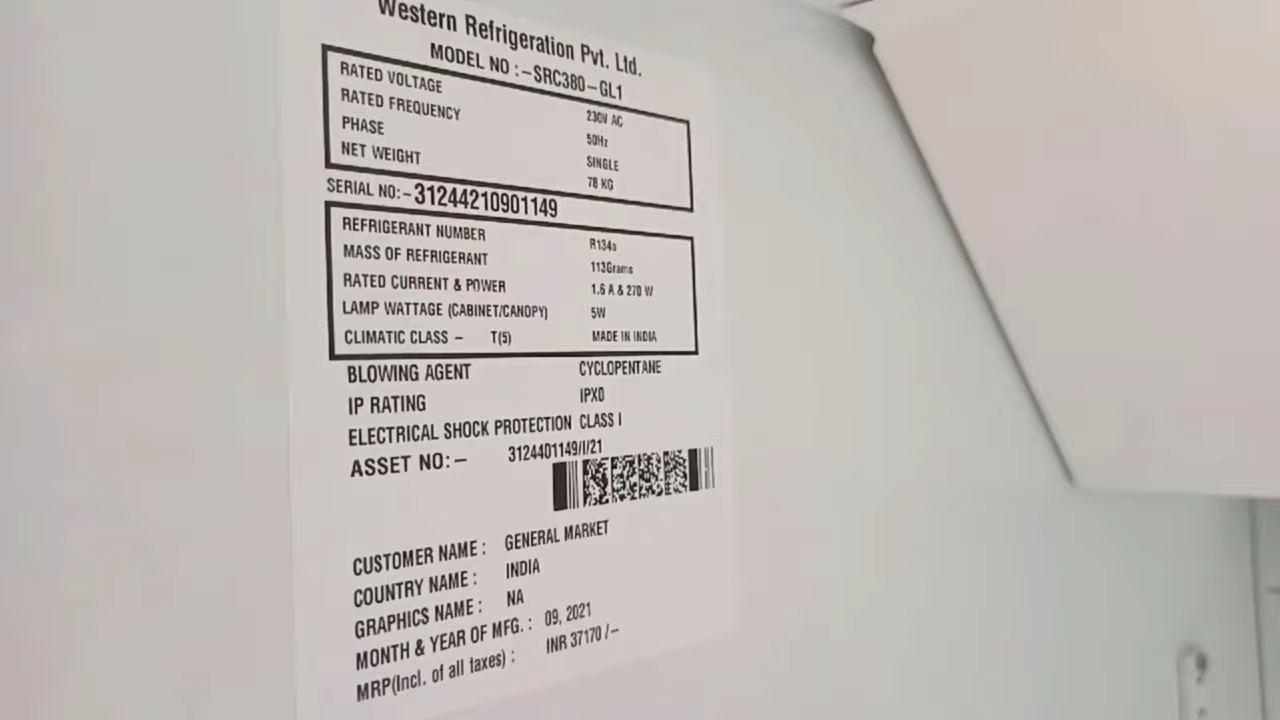 Western Refrigeration Pvt. Ltd.
MODEL NO :-SRC380-GL1
RATED VOLTAGE 230V AC
RATED FREQUENCY 50Hz
PHASE SINGLE
NET WEIGHT 78 KG
SERIAL NO:-31244210901149
REFRIGERANT NUMBER R134a
MASS OF REFRIGERANT 113Grams
RATED CURRENT & POWER 1.6 A & 270 W
LAMP WATTAGE (CABINET/CANOPY) 5W
CLIMATIC CLASS - T(5) MADE IN INDIA
BLOWING AGENT CYCLOPENTANE
IP RATING IPX0
ELECTRICAL SHOCK PROTECTION CLASS I
ASSET NO:- 3124401149/I/21
CUSTOMER NAME : GENERAL MARKET
COUNTRY NAME : INDIA
GRAPHICS NAME : NA
MONTH & YEAR OF MFG. : 09, 2021
MRP(Incl. of all taxes) : INR 37170 /-